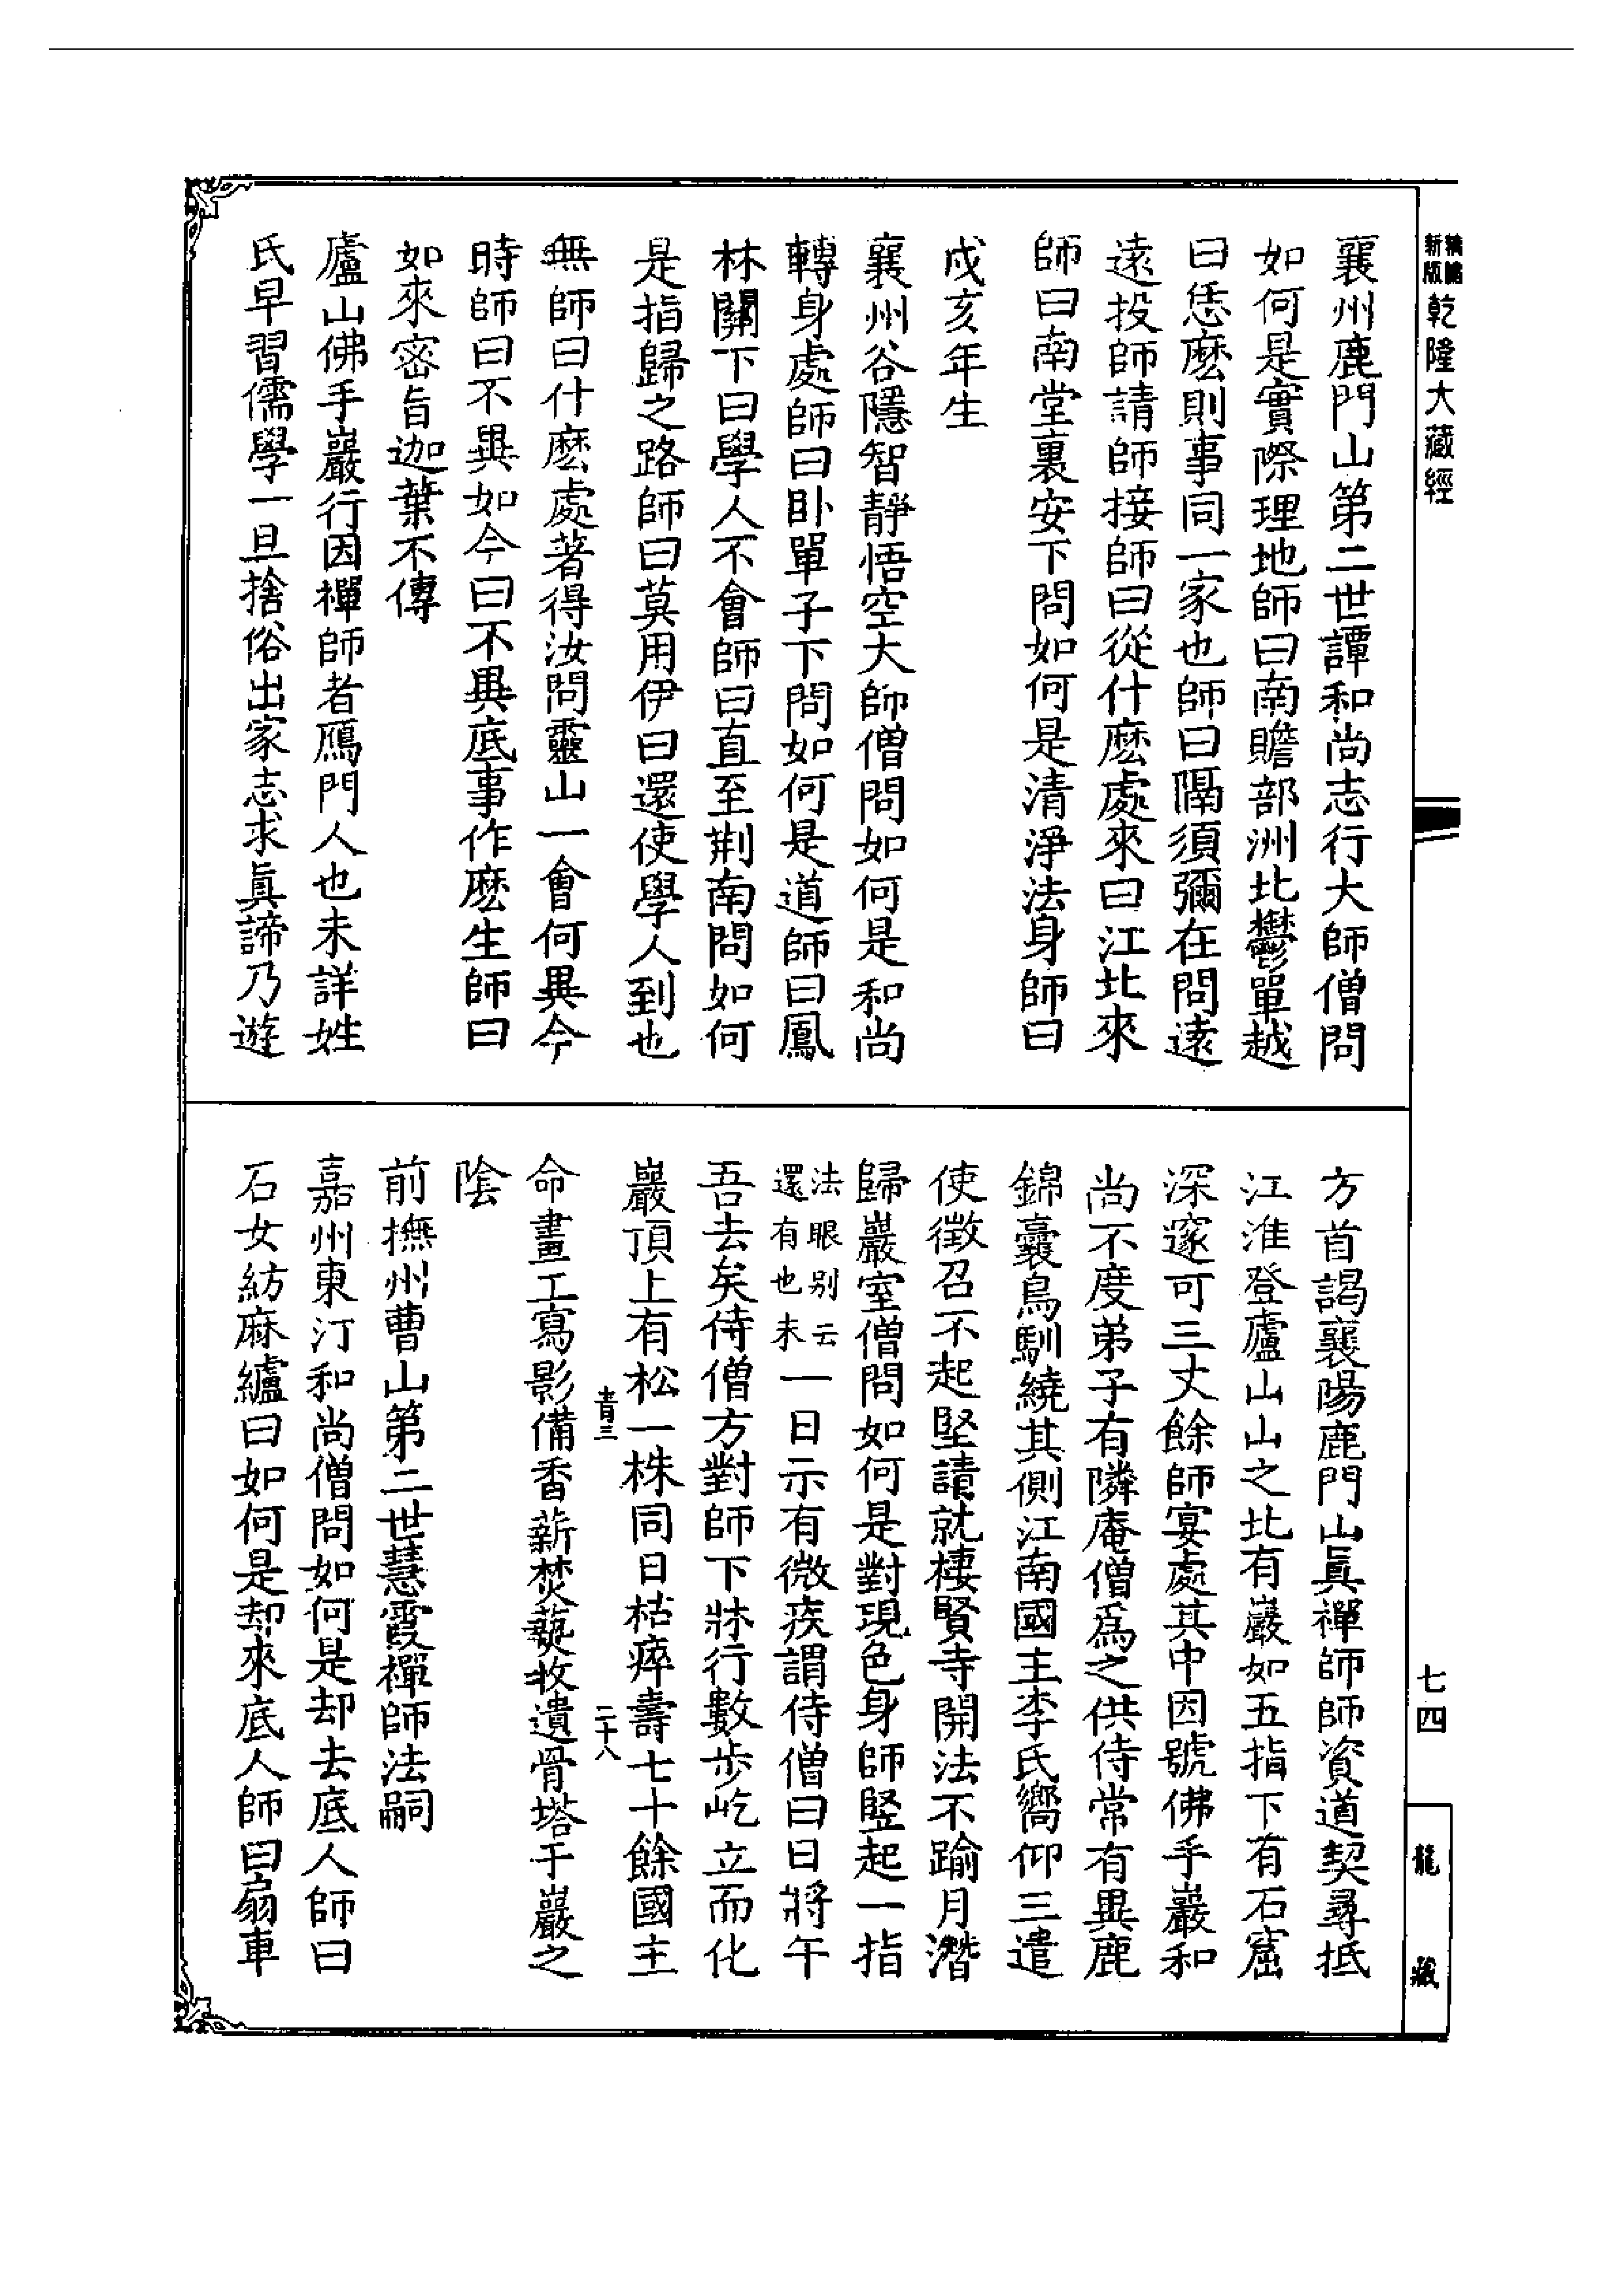 新編
縮版
乾隆大藏經
襄州鹿門山第二世譚和尚志行大師僧問
如何是實際理地師曰南贍部洲北鬱單越
曰恁麽則事同一家也師曰隔須彌在問遠
遠投師請師接師曰從什麽處來曰江北來
師曰南堂裏安下問如何是清淨法身師曰
戌亥年生
襄州谷隱智靜悟空大師僧問如何是和尚
轉身處師曰卧單子下問如何是道師曰鳳
林關下曰學人不會師曰直至荆南問如何
是指歸之路師曰莫用伊曰還使學人到也
無師曰什麽處著得汝問靈山一會何異今
時師曰不異如今曰不異底事作麽生師曰
如來密旨迦葉不傳
廬山佛手巖行因禪師者鴈門人也未詳姓
氏早習儒學一旦捨俗出家志求眞諦乃遊
方首謁襄陽鹿門山眞禪師師資道契尋抵
江淮登廬山山之北有巖如五指下有石窟
深邃可三丈餘師宴處其中因號佛手巖和
尚不度弟子有隣庵僧爲之供侍常有異鹿
錦囊鳥馴繞其側江南國主李氏嚮仰三遣
使徵召不起堅請就棲賢寺開法不踰月潛
歸巖室僧問如何是對現色身師竪起一指
法眼别云
還有也未
一日示有微疾謂侍僧曰日將午
吾去矣侍僧方對師下牀行數步屹立而化
巖頂上有松一株同日枯瘁壽七十餘國主
命畫工寫影備香薪焚爇收遺骨塔于巖之
陰
前撫州曹山第二世慧霞禪師法嗣
嘉州東汀和尚僧問如何是却去底人師曰
石女紡麻纑曰如何是却來底人師曰扇車
二十八
七四
龍藏